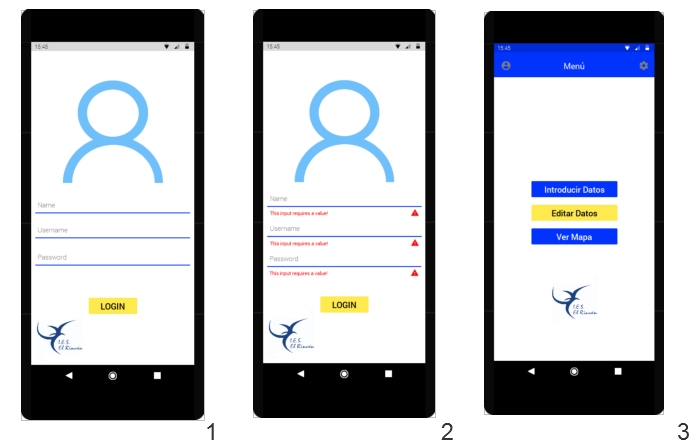 15:45
Name
Username
Password
LOGIN
I.E.S.
El Rincón
1
15:45
Name
This input requires a value!
Username
This input requires a value!
Password
This input requires a value!
LOGIN
I.E.S.
El Rincón
2
15:45
Menú
Introducir Datos
Editar Datos
Ver Mapa
I.E.S.
El Rincón
3